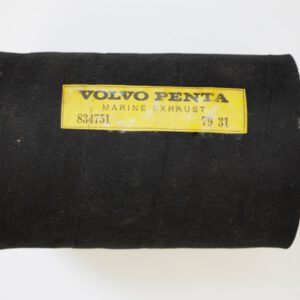 VOLVO PENTA
MARINE EXHAUST
834751 79 31